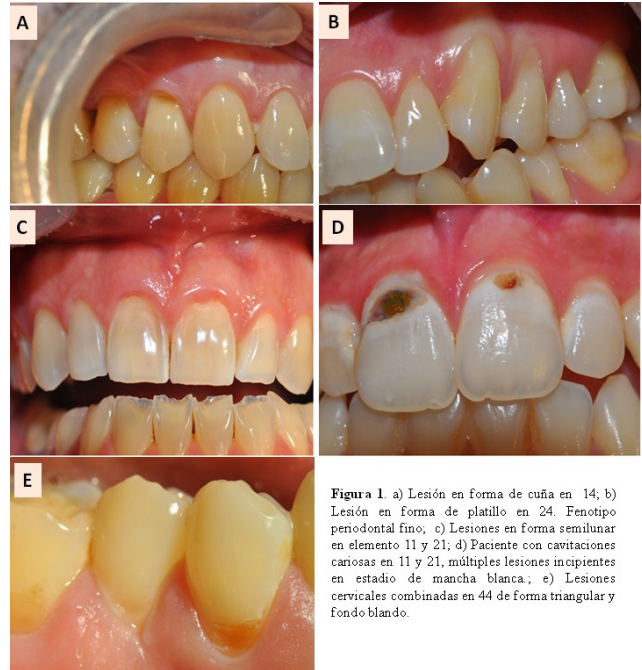 A
B
C
D
E
Figura 1. a) Lesión en forma de cuña en 14; b)
Lesión en forma de platillo en 24. Fenotipo
periodontal fino; c) Lesiones en forma semilunar
en elemento 11 y 21; d) Paciente con cavitaciones
cariosas en 11 y 21, múltiples lesiones incipientes
en estadio de mancha blanca.; e) Lesiones
cervicales combinadas en 44 de forma triangular y
fondo blando.